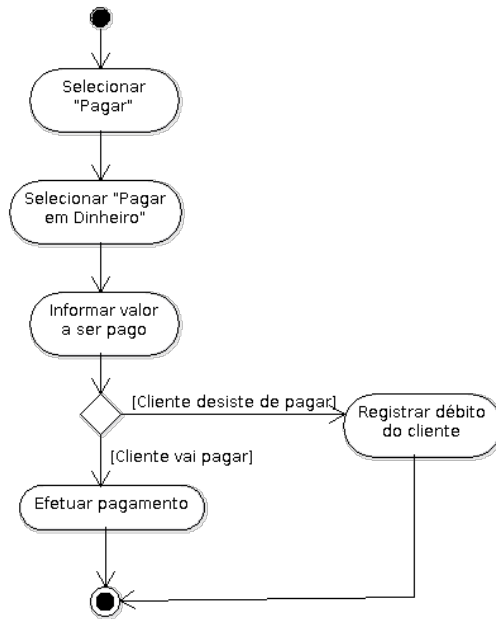 Selecionar
"Pagar"
Selecionar "Pagar
em Dinheiro"
Informar valor
a ser pago
[Cliente desiste de pagar]
Registrar débito
do cliente
[Cliente vai pagar]
Efetuar pagamento